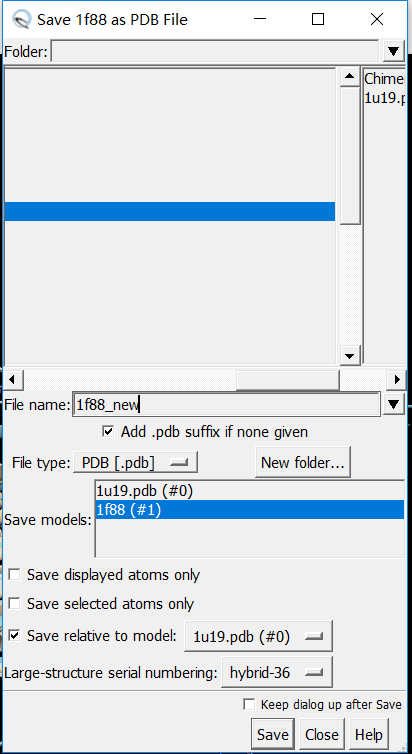 Save 1f88 as PDB File
Folder:
Chimer
1u19.p
File name: 1f88_new
Add .pdb suffix if none given
File type: PDB [.pdb] New folder...
1u19.pdb (#0)
Save models: 1f88 (#1)
Save displayed atoms only
Save selected atoms only
Save relative to model: 1u19.pdb (#0)
Large-structure serial numbering: hybrid-36
Keep dialog up after Save
Save Close Help